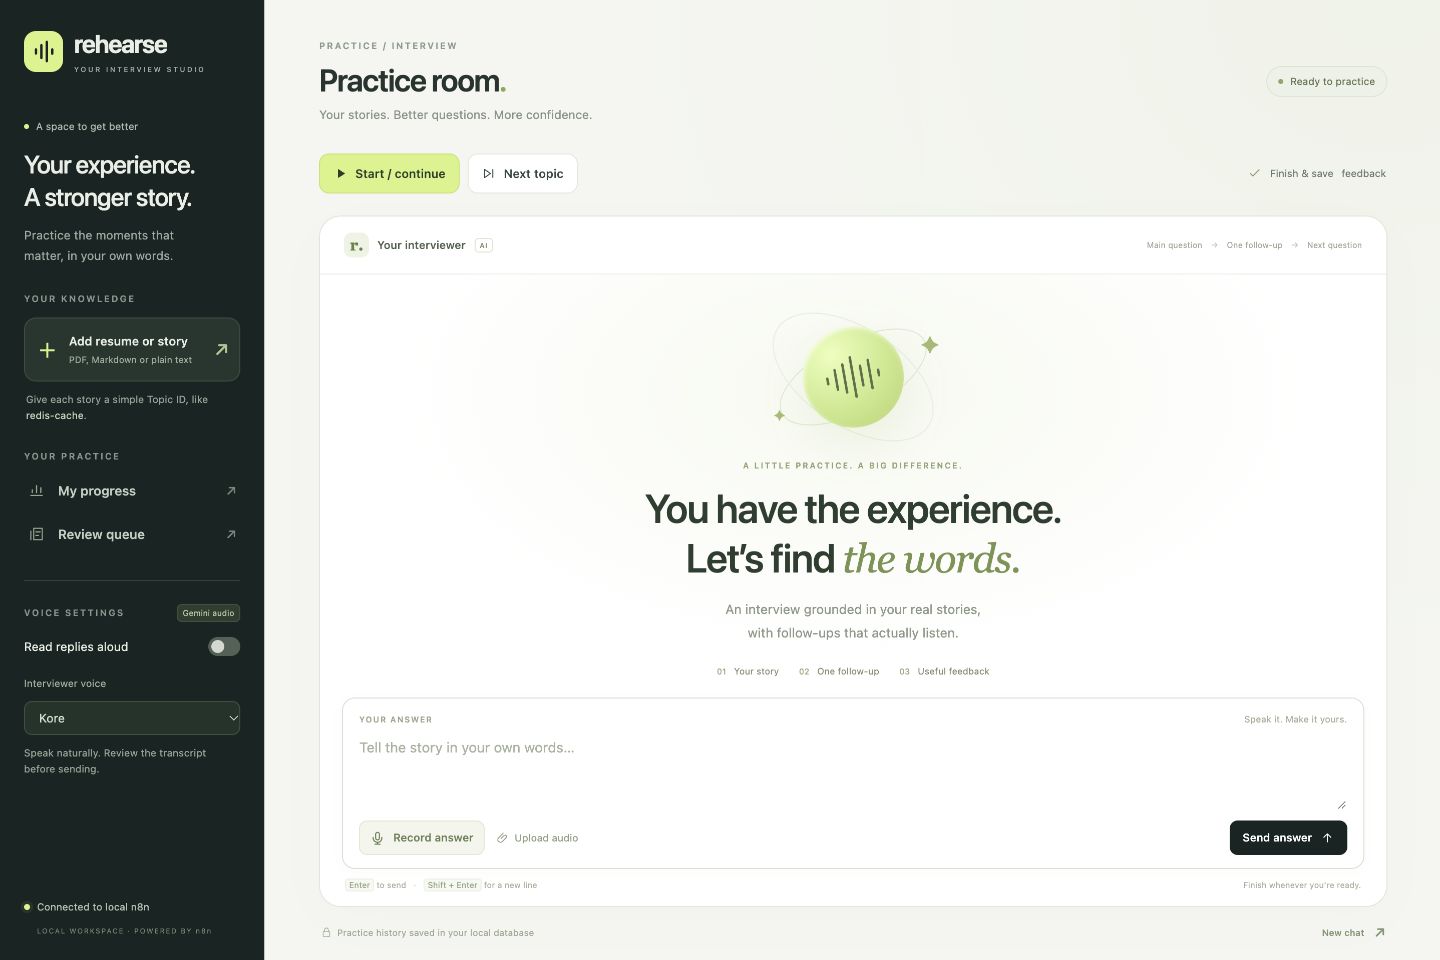 rehearse
YOUR INTERVIEW STUDIO
A space to get better
Your experience.
A stronger story.
Practice the moments that
matter, in your own words.
YOUR KNOWLEDGE
Add resume or story
PDF, Markdown or plain text
Give each story a simple Topic ID, like
redis-cache.
YOUR PRACTICE
My progress
Review queue
VOICE SETTINGS
Gemini audio
Read replies aloud
Interviewer voice
Kore
Speak naturally. Review the transcript
before sending.
Connected to local n8n
LOCAL WORKSPACE · POWERED BY n8n
PRACTICE / INTERVIEW
Practice room.
Your stories. Better questions. More confidence.
Ready to practice
Start / continue
Next topic
Finish & save feedback
r. Your interviewer AI
Main question → One follow-up → Next question
A LITTLE PRACTICE. A BIG DIFFERENCE.
You have the experience.
Let's find the words.
An interview grounded in your real stories,
with follow-ups that actually listen.
01 Your story 02 One follow-up 03 Useful feedback
YOUR ANSWER
Speak it. Make it yours.
Tell the story in your own words...
Record answer
Upload audio
Send answer
Enter to send · Shift + Enter for a new line
Finish whenever you're ready.
Practice history saved in your local database
New chat